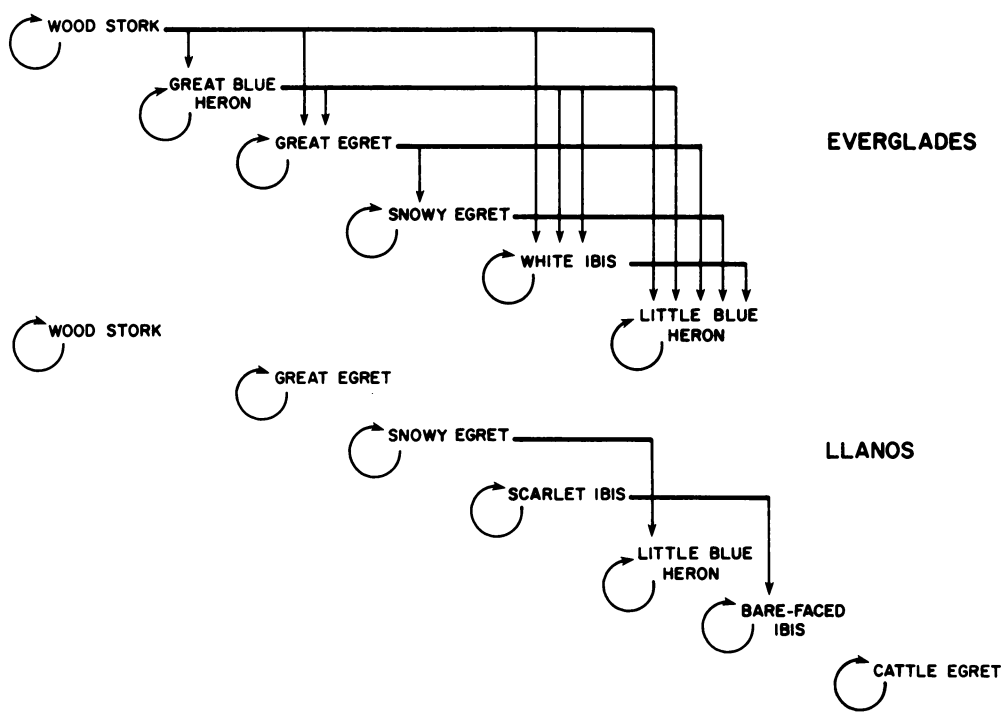 WOOD STORK
GREAT BLUE
HERON
GREAT EGRET
EVERGLADES
SNOWY EGRET
WHITE IBIS
LITTLE BLUE
HERON
WOOD STORK
GREAT EGRET
SNOWY EGRET
LLANOS
SCARLET IBIS
LITTLE BLUE
HERON
BARE-FACED
IBIS
CATTLE EGRET